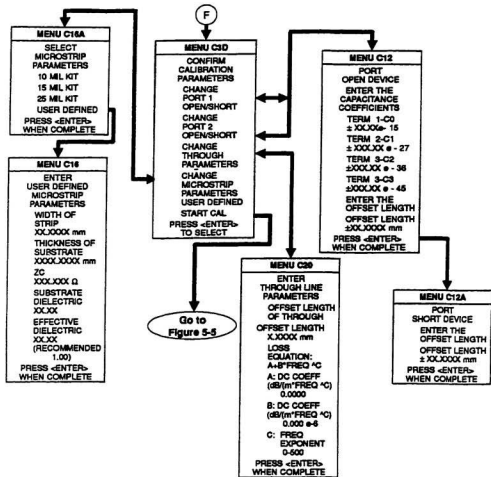 F
MENU C16A
SELECT
MICROSTRIP
PARAMETERS
10 MIL KIT
15 MIL KIT
25 MIL KIT
USER DEFINED
PRESS <ENTER>
WHEN COMPLETE
MENU C16
ENTER
USER DEFINED
MICROSTRIP
PARAMETERS
WIDTH OF
STRIP
XX.XXXX mm
THICKNESS OF
SUBSTRATE
XXXX.XXXX mm
ZC
XXX.XXX Ω
SUBSTRATE
DIELECTRIC
XX.XX
EFFECTIVE
DIELECTRIC
XX.XX
(RECOMMENDED
1.00)
PRESS <ENTER>
WHEN COMPLETE
MENU C3D
CONFIRM
CALIBRATION
PARAMETERS
CHANGE
PORT 1
OPEN/SHORT
CHANGE
PORT 2
OPEN/SHORT
CHANGE
THROUGH
PARAMETERS
CHANGE
MICROSTRIP
PARAMETERS
USER DEFINED
START CAL
PRESS <ENTER>
TO SELECT
Go to
Figure 5-5
MENU C20
ENTER
THROUGH LINE
PARAMETERS
OFFSET LENGTH
OF THROUGH
OFFSET LENGTH
X.XXXX mm
LOSS
EQUATION:
A+B*FREQ ^C
A: DC COEFF
(dB/(m*FREQ ^C)
0.0000
B: DC COEFF
(dB/(m*FREQ ^C)
0.000 e-6
C: FREQ
EXPONENT
0-500
PRESS <ENTER>
WHEN COMPLETE
MENU C12
PORT
OPEN DEVICE
ENTER THE
CAPACITANCE
COEFFICIENTS
TERM 1-C0
± XX.XXe- 15
TERM 2-C1
± XXX.XX e - 27
TERM 3-C2
±XXX.XX e - 36
TERM 3-C3
±XXX.XX e - 45
ENTER THE
OFFSET LENGTH
OFFSET LENGTH
±XX.XXXX mm
PRESS <ENTER>
WHEN COMPLETE
MENU C12A
PORT
SHORT DEVICE
ENTER THE
OFFSET LENGTH
OFFSET LENGTH
± XX.XXXX mm
PRESS <ENTER>
WHEN COMPLETE